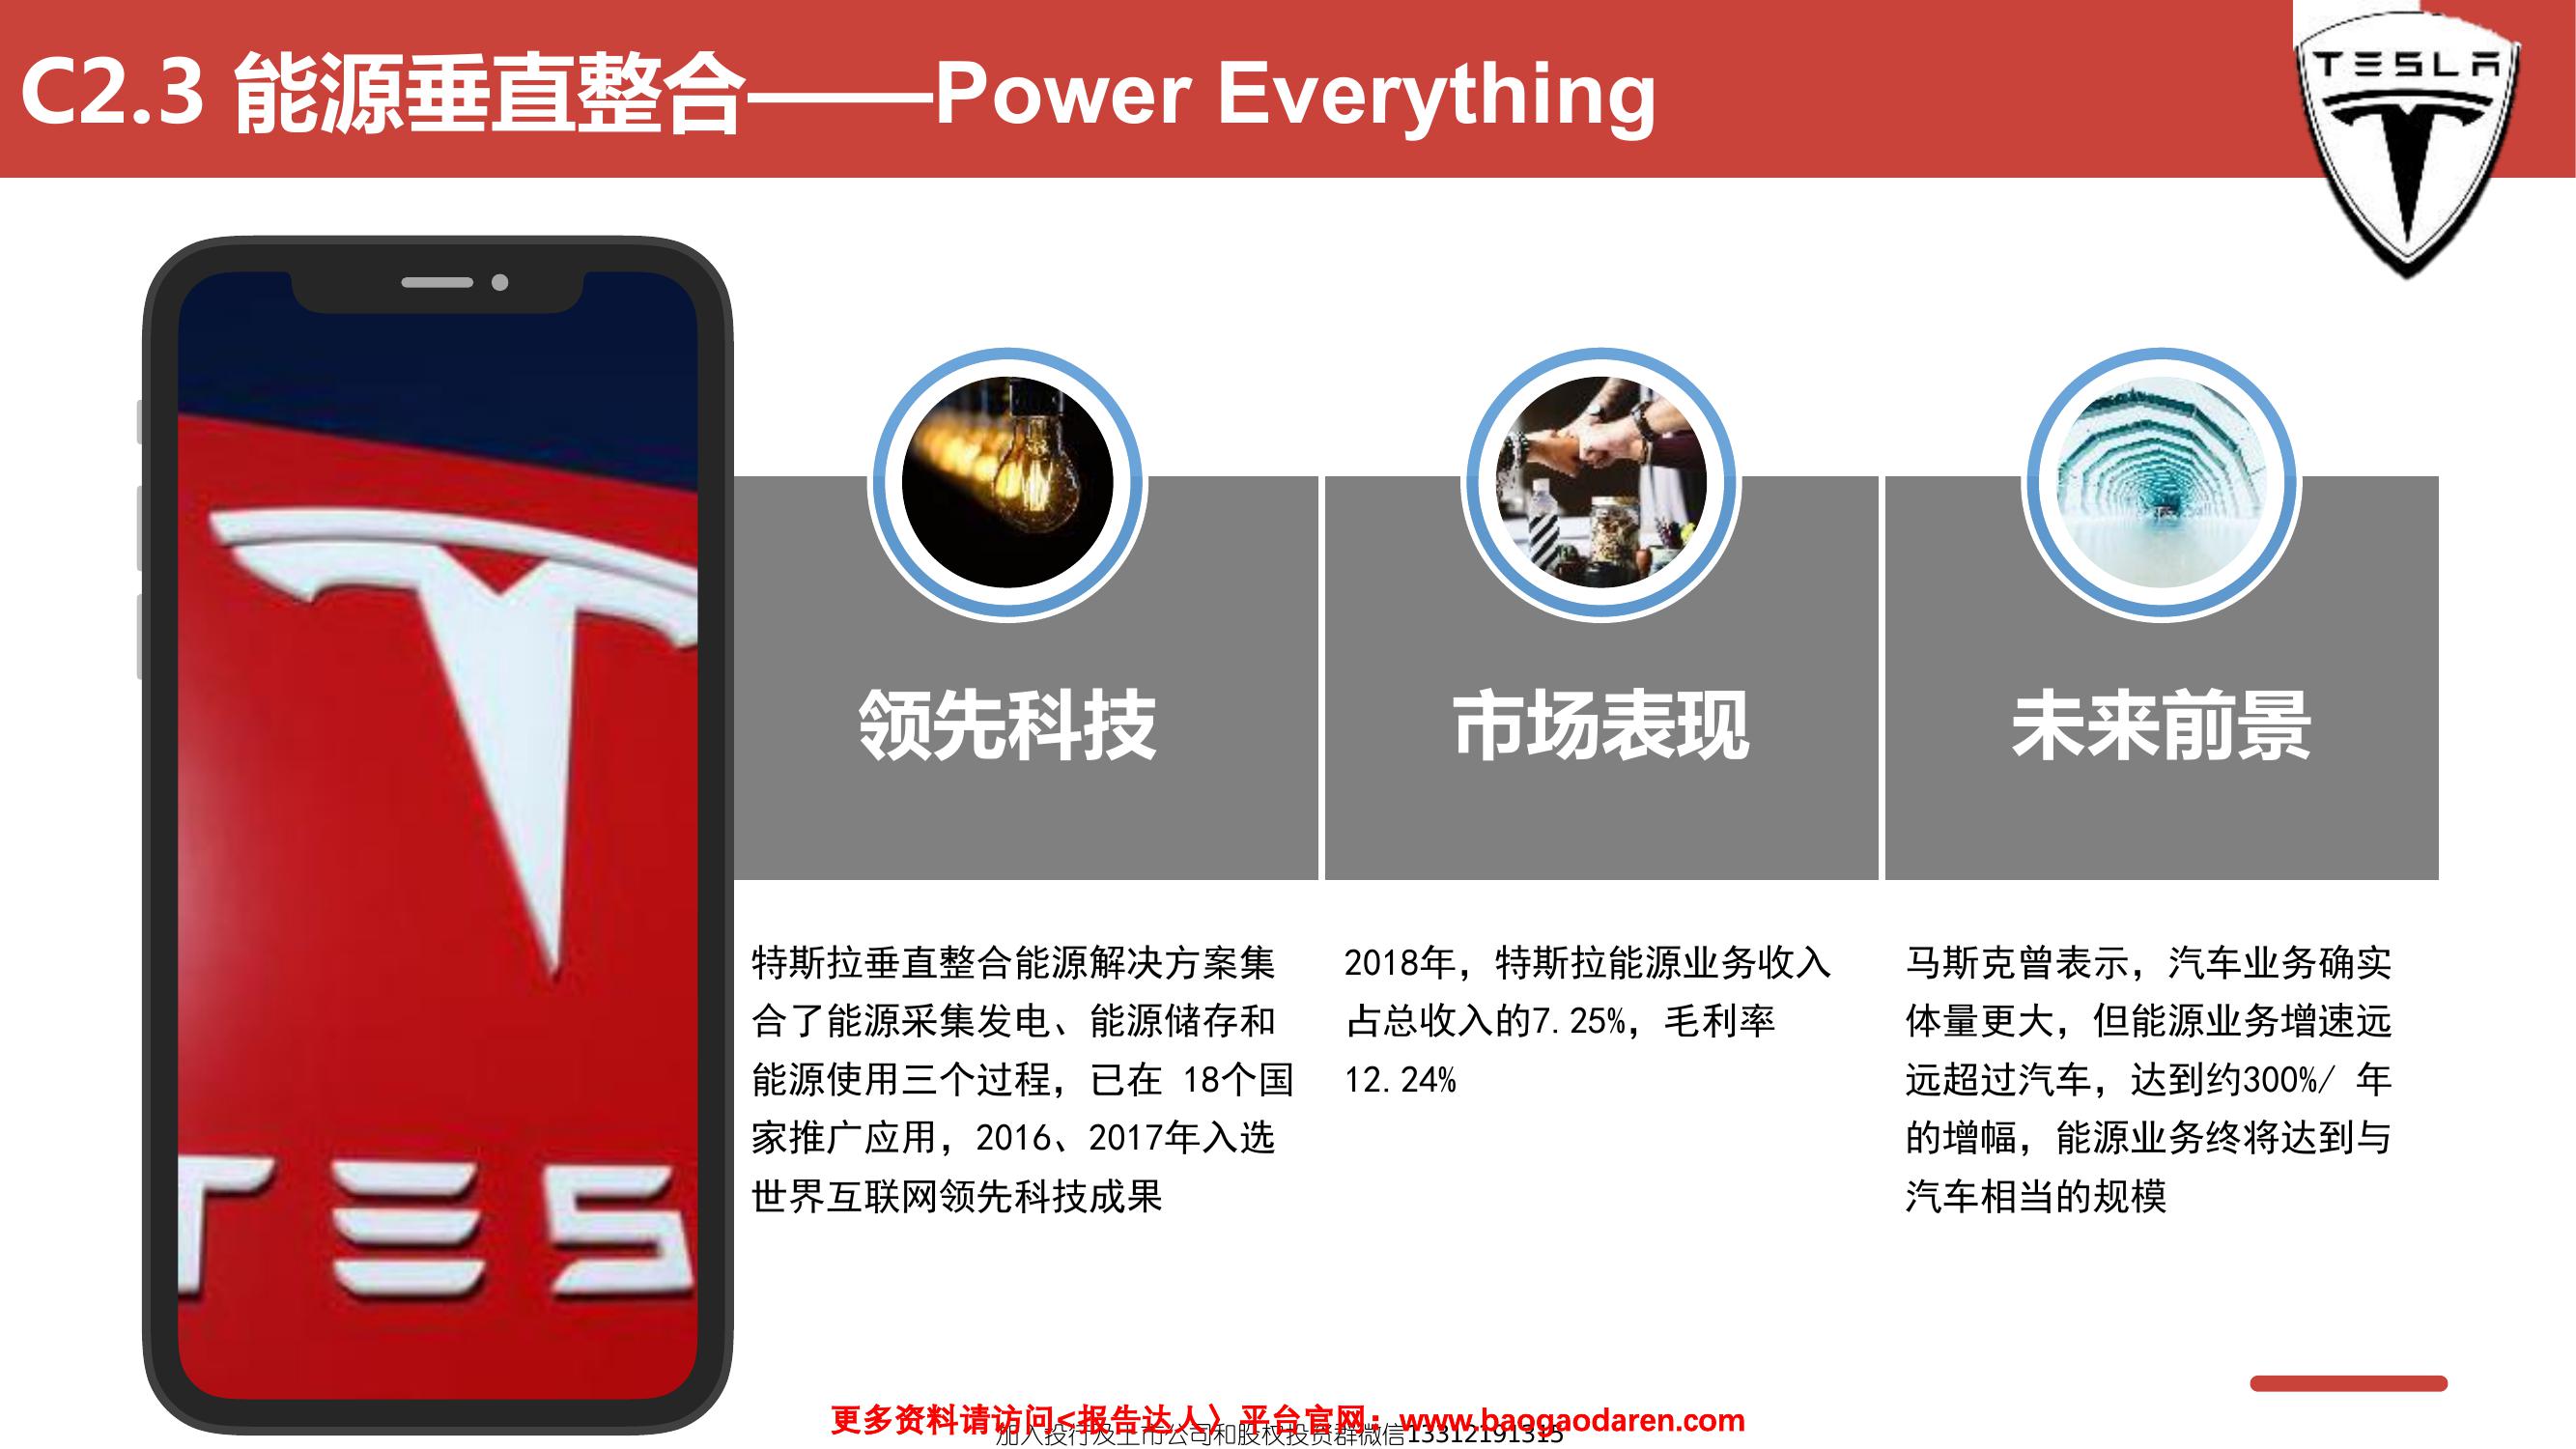 C2.3 能源垂直整合——Power Everything
TESLA
TES
领先科技
市场表现
未来前景
特斯拉垂直整合能源解决方案集
合了能源采集发电、能源储存和
能源使用三个过程，已在 18个国
家推广应用，2016、2017年入选
世界互联网领先科技成果
2018年，特斯拉能源业务收入
占总收入的7.25%，毛利率
12.24%
马斯克曾表示，汽车业务确实
体量更大，但能源业务增速远
远超过汽车，达到约300%/ 年
的增幅，能源业务终将达到与
汽车相当的规模
更多资料请访问<报告达人〉平台官网：www.baogaodaren.com
加入投行及上市公司和股权投资群微信13312191315